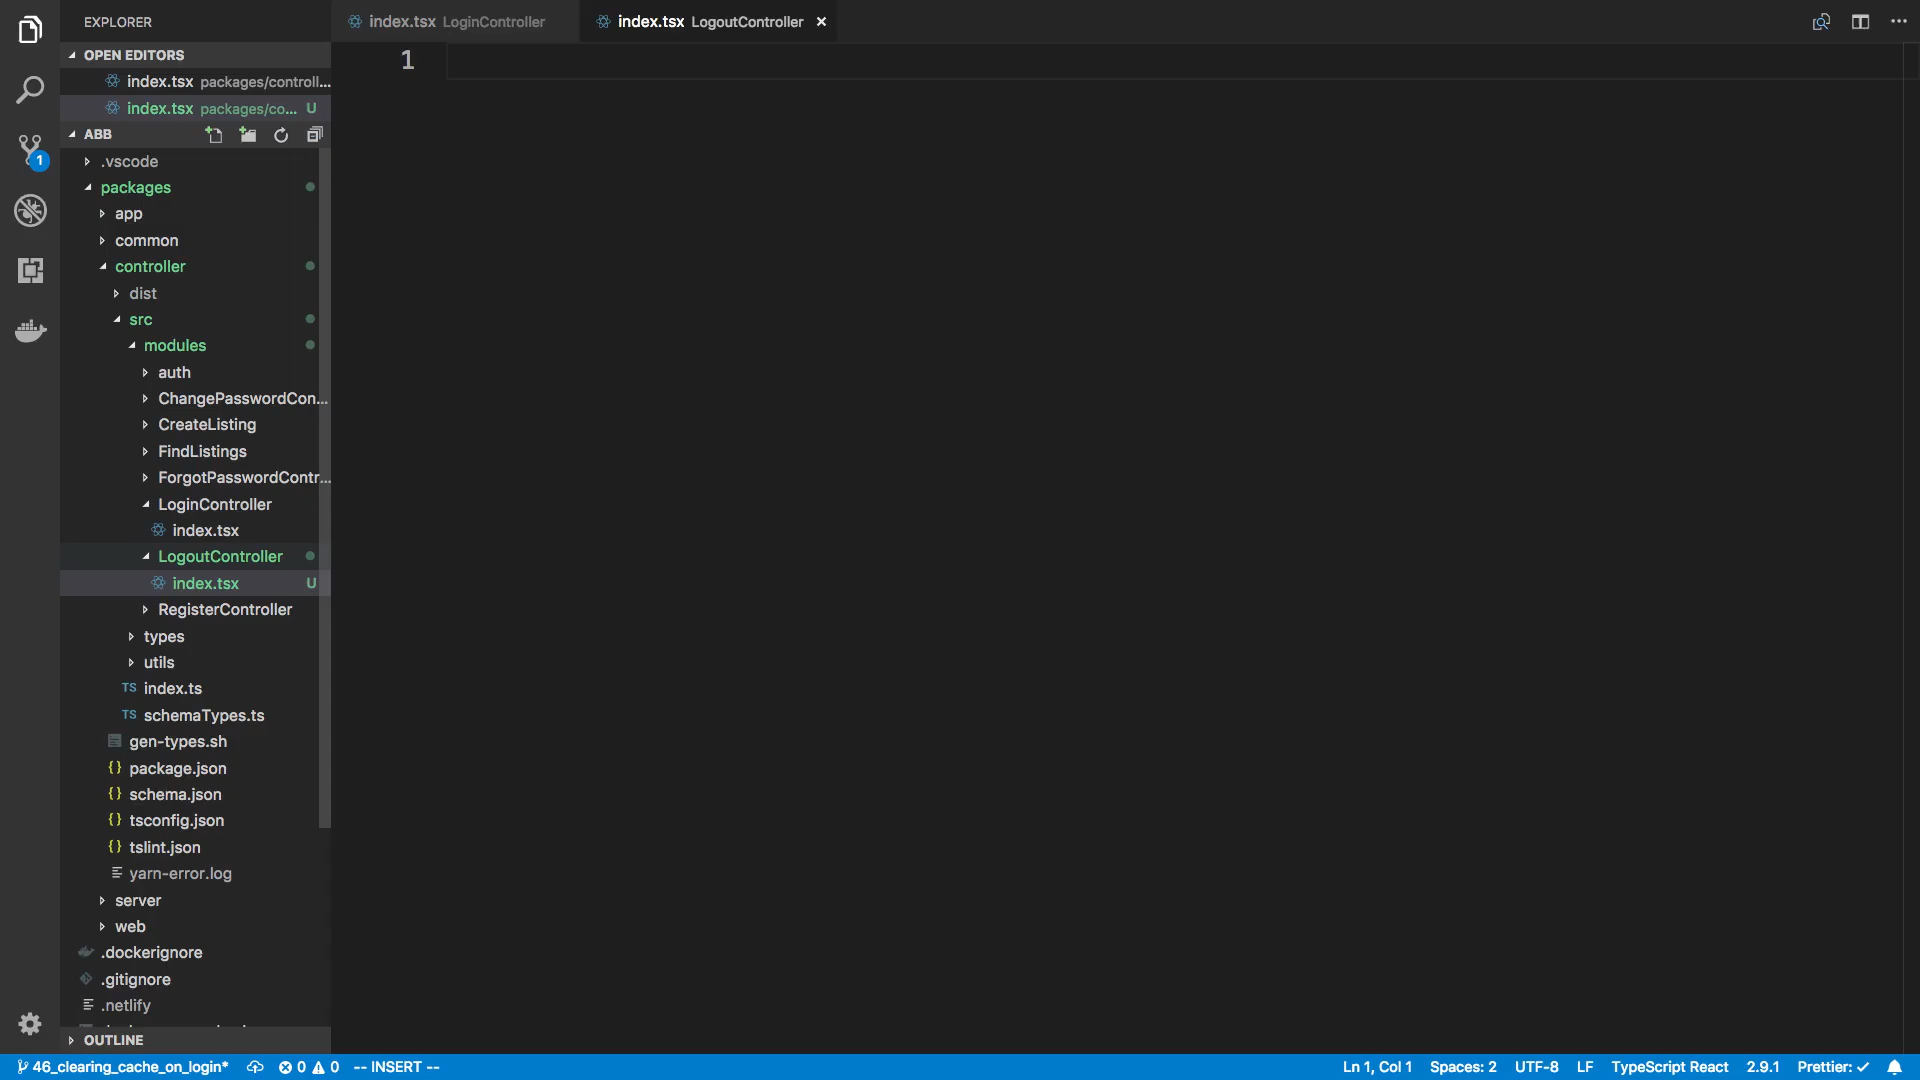 EXPLORER
index.tsx LoginController
index.tsx LogoutController
OPEN EDITORS
index.tsx packages/controll...
index.tsx packages/co... U
ABB
1
1
.vscode
packages
app
common
controller
dist
src
modules
auth
ChangePasswordCon...
CreateListing
FindListings
ForgotPasswordContr...
LoginController
index.tsx
LogoutController
index.tsx U
RegisterController
types
utils
TS index.ts
TS schemaTypes.ts
gen-types.sh
{} package.json
{} schema.json
{} tsconfig.json
{} tslint.json
yarn-error.log
server
web
.dockerignore
.gitignore
.netlify
OUTLINE
46_clearing_cache_on_login* 0 0 -- INSERT -- Ln 1, Col 1 Spaces: 2 UTF-8 LF TypeScript React 2.9.1 Prettier: ✓